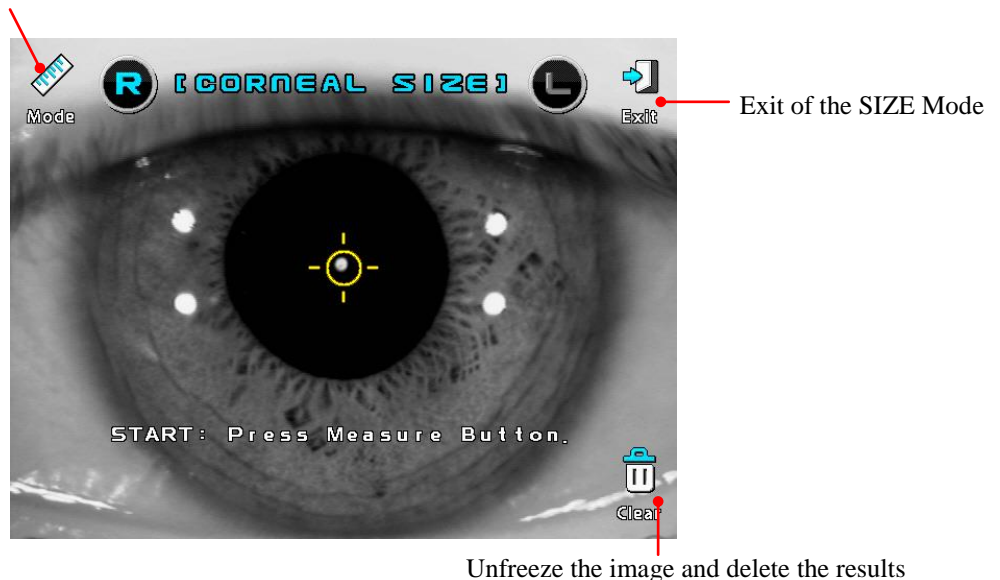 R [CORNEAL SIZE] L
Mode
Exit
Exit of the SIZE Mode
START: Press Measure Button.
Clear
Unfreeze the image and delete the results